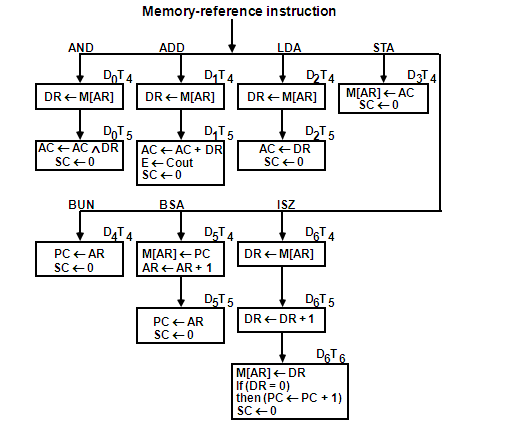 Memory-reference instruction
AND ADD LDA STA
D0T4 D1T4 D2T4 D3T4
DR ← M[AR] DR ← M[AR] DR ← M[AR] M[AR] ← AC
SC ← 0
D0T5 D1T5 D2T5
AC ← AC ∧ DR
SC ← 0
AC ← AC + DR
E ← Cout
SC ← 0
AC ← DR
SC ← 0
BUN BSA ISZ
D4T4 D5T4 D6T4
PC ← AR
SC ← 0
M[AR] ← PC
AR ← AR + 1
DR ← M[AR]
D5T5 D6T5
PC ← AR
SC ← 0
DR ← DR + 1
D6T6
M[AR] ← DR
If (DR = 0)
then (PC ← PC + 1)
SC ← 0